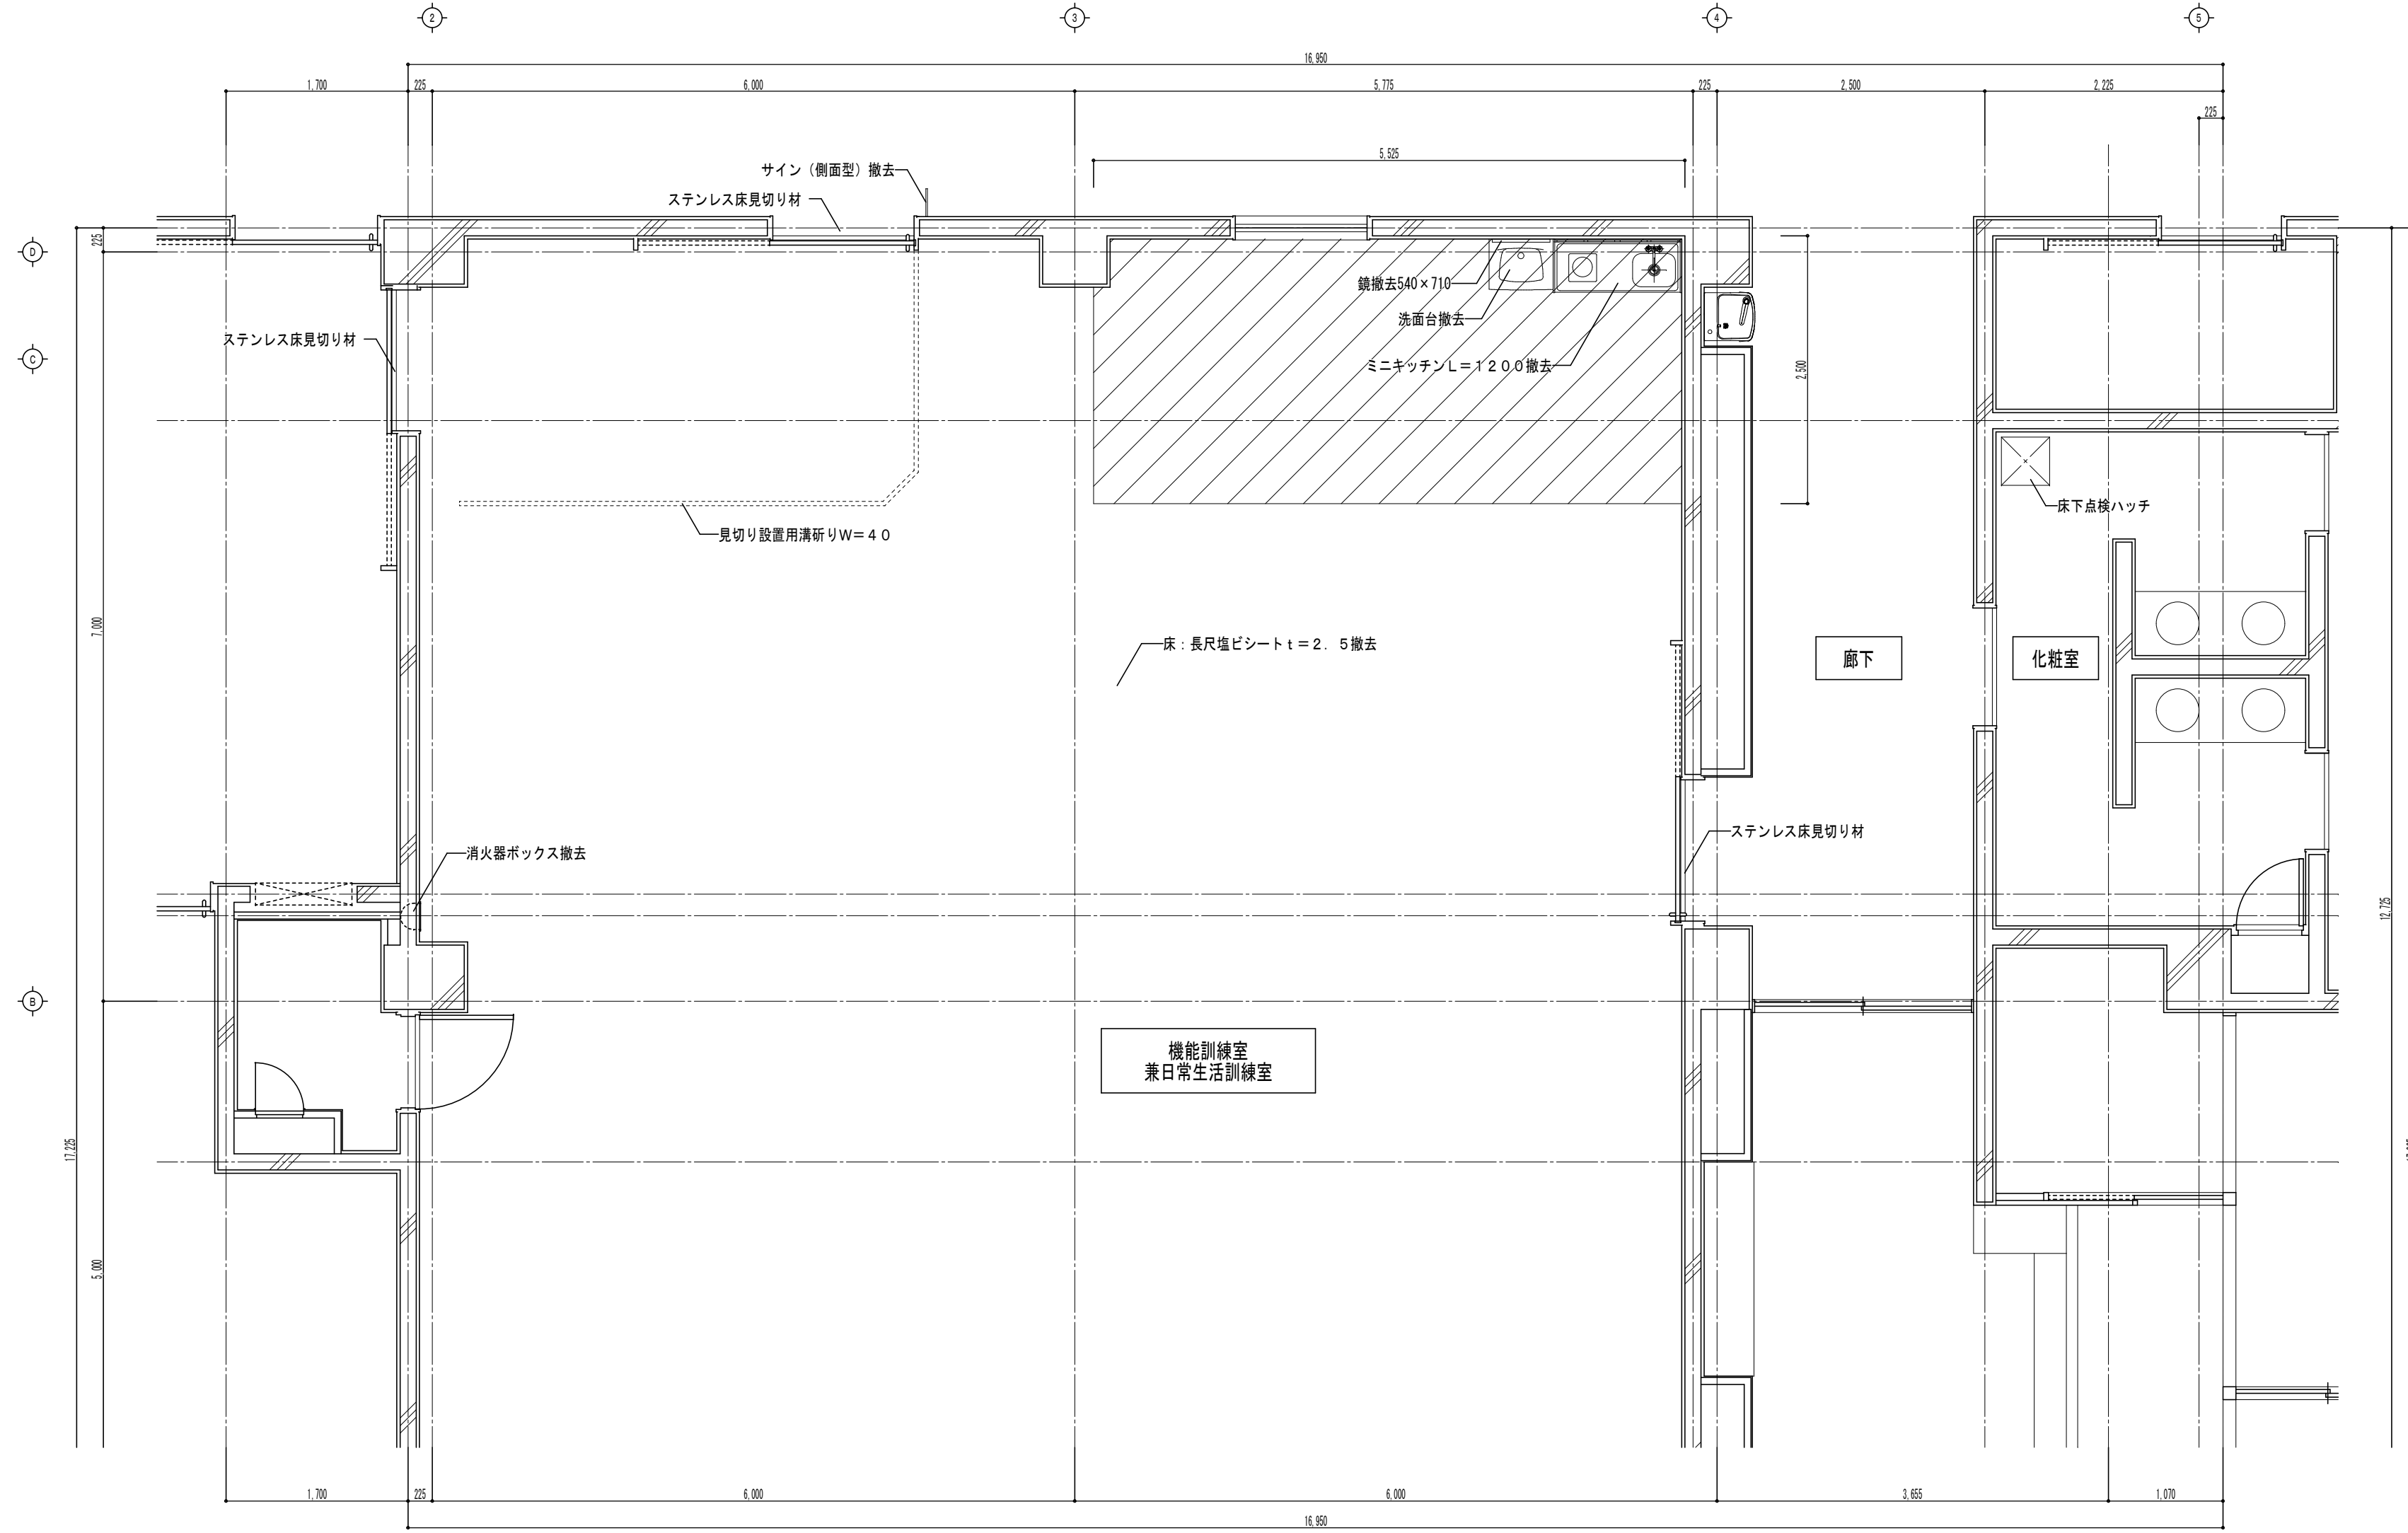 2
3
4
5
16,950
1,700
225
6,000
5,775
225
2,500
2,225
225
5,525
サイン（側面型）撤去
ステンレス床見切り材
225
D
鏡撤去540×710
洗面台撤去
ステンレス床見切り材
C
ミニキッチンL＝1200撤去
2,500
床下点検ハッチ
見切り設置用溝斫りW＝40
7,000
床：長尺塩ビシートt＝2．5撤去
廊下
化粧室
ステンレス床見切り材
消火器ボックス撤去
12,725
B
機能訓練室
兼日常生活訓練室
17,225
5,000
1,700
225
6,000
6,000
3,655
1,070
16,950